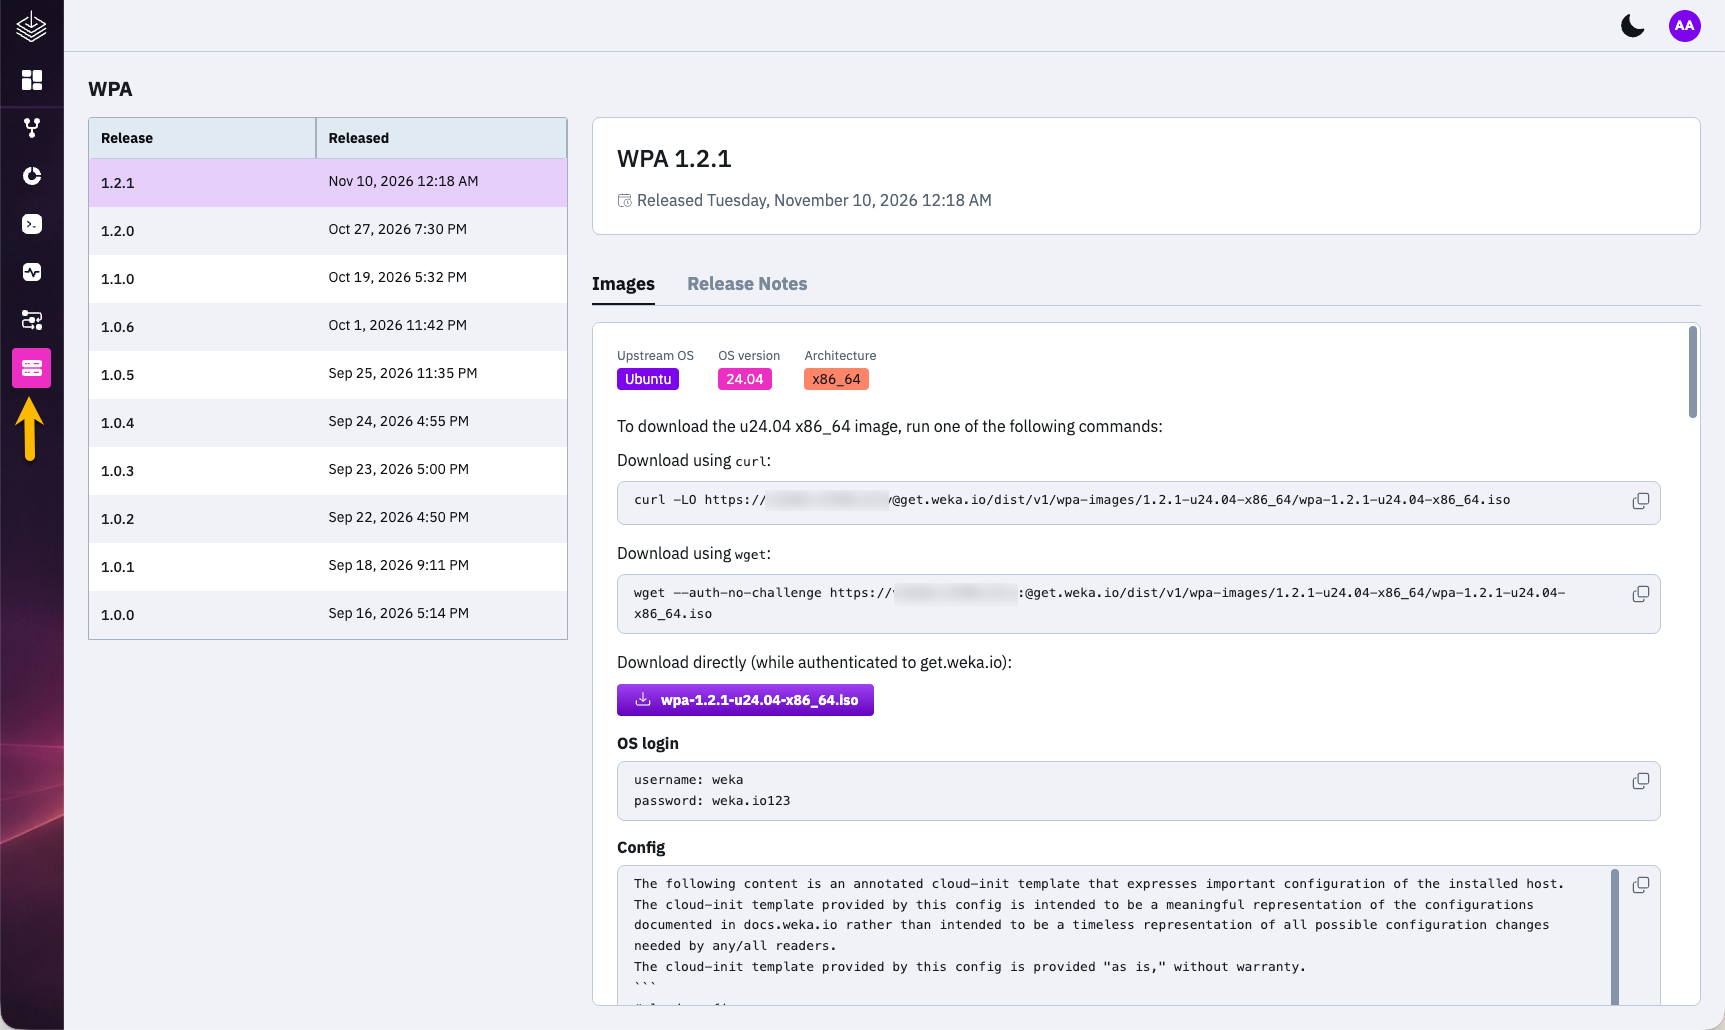 AA
WPA
Release Released
1.2.1 Nov 10, 2026 12:18 AM
1.2.0 Oct 27, 2026 7:30 PM
1.1.0 Oct 19, 2026 5:32 PM
1.0.6 Oct 1, 2026 11:42 PM
1.0.5 Sep 25, 2026 11:35 PM
1.0.4 Sep 24, 2026 4:55 PM
1.0.3 Sep 23, 2026 5:00 PM
1.0.2 Sep 22, 2026 4:50 PM
1.0.1 Sep 18, 2026 9:11 PM
1.0.0 Sep 16, 2026 5:14 PM
WPA 1.2.1
Released Tuesday, November 10, 2026 12:18 AM
Images Release Notes
Upstream OS OS version Architecture
Ubuntu 24.04 x86_64
To download the u24.04 x86_64 image, run one of the following commands:
Download using curl:
curl -LO https://@get.weka.io/dist/v1/wpa-images/1.2.1-u24.04-x86_64/wpa-1.2.1-u24.04-x86_64.iso
Download using wget:
wget --auth-no-challenge https://:@get.weka.io/dist/v1/wpa-images/1.2.1-u24.04-x86_64/wpa-1.2.1-u24.04-
x86_64.iso
Download directly (while authenticated to get.weka.io):
wpa-1.2.1-u24.04-x86_64.iso
OS login
username: weka
password: weka.io123
Config
The following content is an annotated cloud-init template that expresses important configuration of the installed host.
The cloud-init template provided by this config is intended to be a meaningful representation of the configurations
documented in docs.weka.io rather than intended to be a timeless representation of all possible configuration changes
needed by any/all readers.
The cloud-init template provided by this config is provided "as is," without warranty.
```